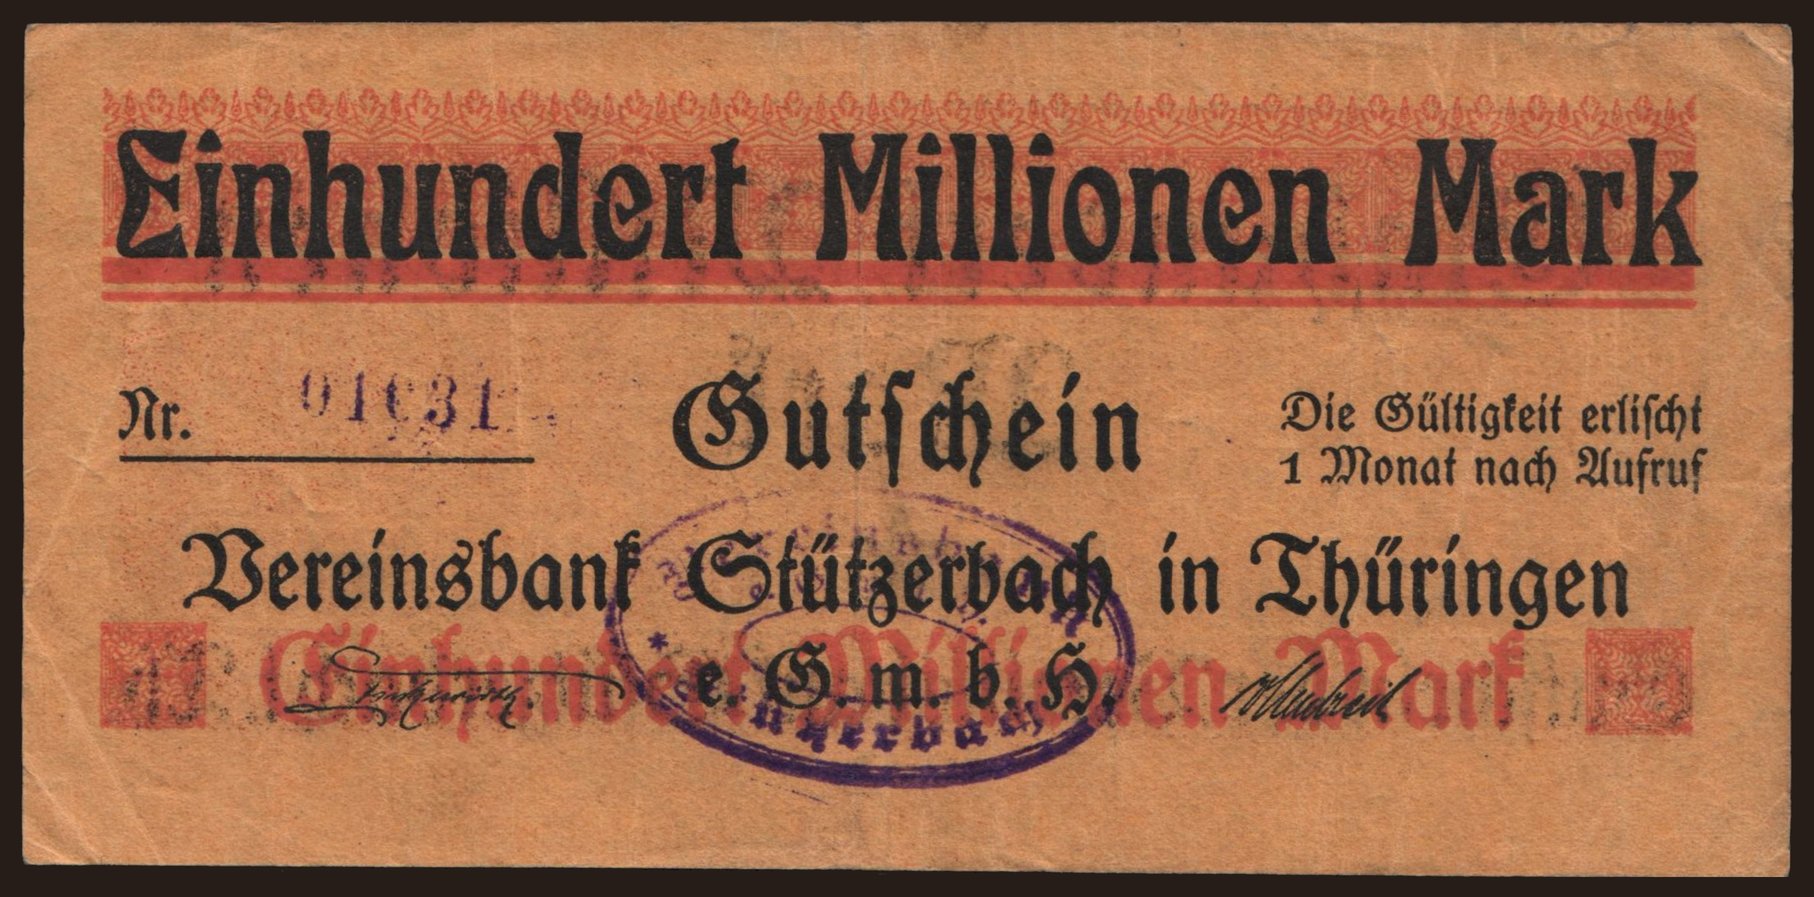 Einhundert Millionen Mark
Nr. 01031
Gutschein
Die Gültigkeit erlischt
1 Monat nach Aufruf
Vereinsbank Stützerbach in Thüringen
Einhundert Millionen Mark
e. G. m. b. H.